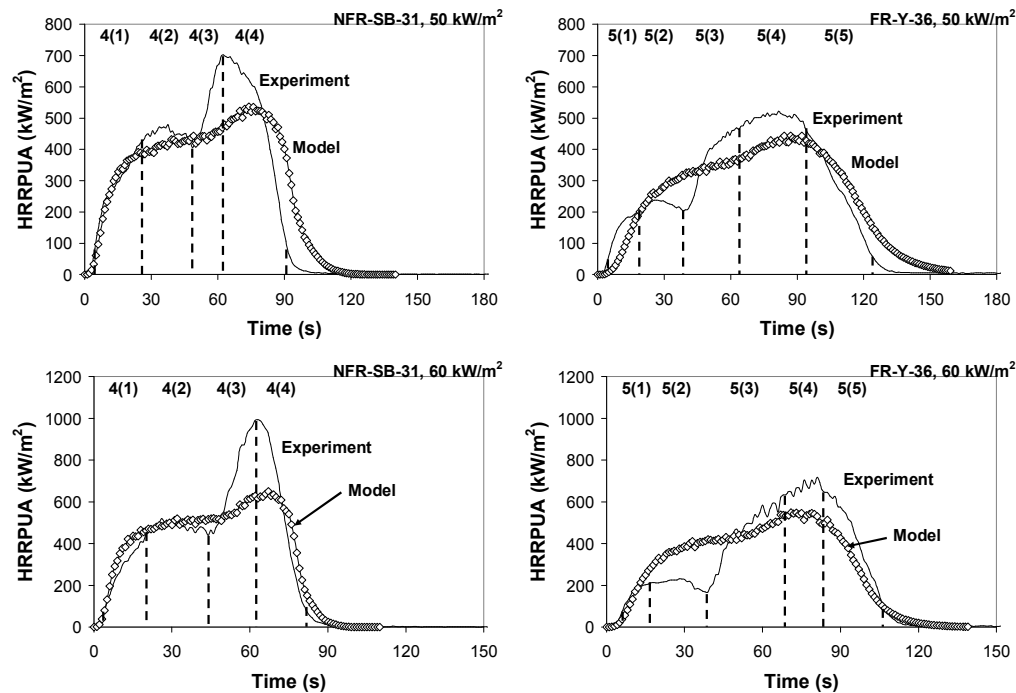 NFR-SB-31, 50 kW/m²
800
700
600
500
400
300
200
100
0
4(1) 4(2) 4(3) 4(4)
Experiment
Model
HRRPUA (kW/m²)
0 30 60 90 120 150 180
Time (s)
FR-Y-36, 50 kW/m²
800
700
600
500
400
300
200
100
0
5(1) 5(2) 5(3) 5(4) 5(5)
Experiment
Model
HRRPUA (kW/m²)
0 30 60 90 120 150 180
Time (s)
NFR-SB-31, 60 kW/m²
1200
1000
800
600
400
200
0
4(1) 4(2) 4(3) 4(4)
Experiment
Model
HRRPUA (kW/m²)
0 30 60 90 120 150
Time (s)
FR-Y-36, 60 kW/m²
1200
1000
800
600
400
200
0
5(1) 5(2) 5(3) 5(4) 5(5)
Experiment
Model
HRRPUA (kW/m²)
0 30 60 90 120 150
Time (s)